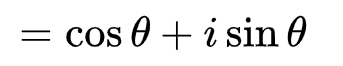 = cos θ + i sin θ